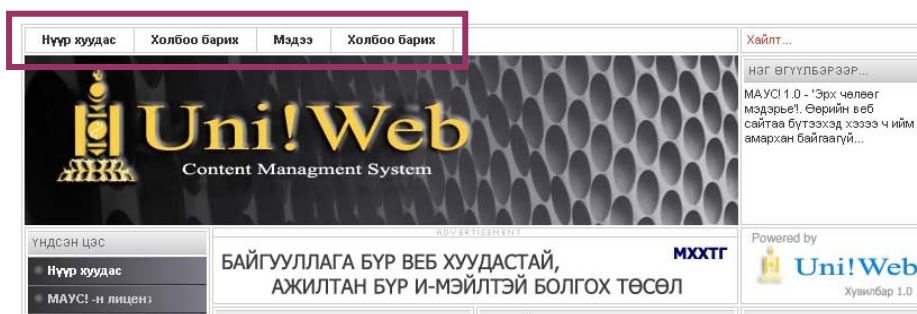 Нүүр хуудас Холбоо барих Мэдээ Холбоо барих
Хайлт...
нэг өгүүлбэрээр...
МАУС! 1.0 - 'Эрх чөлөөг
мэдэрье'!. Өөрийн веб
сайтаа бүтээхэд хэзээ ч ийм
амархан байгаагүй...
Uni!Web
Content Managment System
үндсэн цэс
Нүүр хуудас
МАУС! -н лиценз
ADVERTISEMENT
БАЙГУУЛЛАГА БҮР ВЕБ ХУУДАСТАЙ,
АЖИЛТАН БҮР И-МЭЙЛТЭЙ БОЛГОХ ТӨСӨЛ
МХХТГ
Powered by
Uni!Web
Хувилбар 1.0